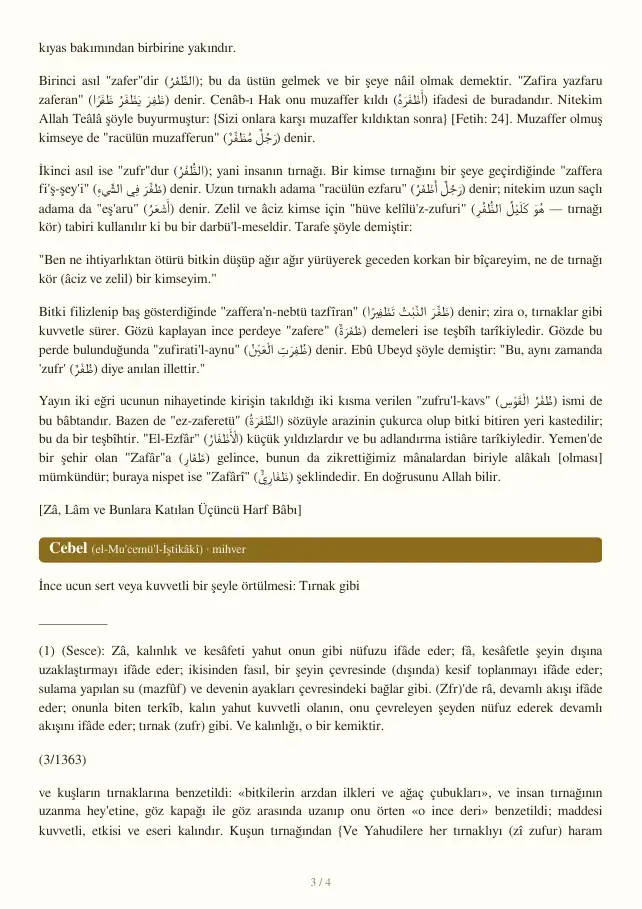 kıyas bakımından birbirine yakındır.
Birinci asıl "zafer"dir (الظَّفَرُ); bu da üstün gelmek ve bir şeye nâil olmak demektir. "Zafira yazfaru
zaferan" (ظَفِرَ يَظْفَرُ ظَفَرًا) denir. Cenâb-ı Hak onu muzaffer kıldı (أَظْفَرَهُ) ifadesi de buradandır. Nitekim
Allah Teâlâ şöyle buyurmuştur: {Sizi onlara karşı muzaffer kıldıktan sonra} [Fetih: 24]. Muzaffer olmuş
kimseye de "racülün muzafferun" (رَجُلٌ مُظَفَّرٌ) denir.
İkinci asıl ise "zufr"dur (الظُّفْرُ); yani insanın tırnağı. Bir kimse tırnağını bir şeye geçirdiğinde "zaffera
fi'ş-şey'i" (ظَفَّرَ فِي الشَّيْءِ) denir. Uzun tırnaklı adama "racülün ezfaru" (رَجُلٌ أَظْفَرُ) denir; nitekim uzun saçlı
adama da "eş'aru" (أَشْعَرُ) denir. Zelil ve âciz kimse için "hüve kelîlü'z-zufuri" (هُوَ كَلِيلُ الظُّفُرِ — tırnağı
kör) tabiri kullanılır ki bu bir darbü'l-meseldir. Tarafe şöyle demiştir:
"Ben ne ihtiyarlıktan ötürü bitkin düşüp ağır ağır yürüyerek geceden korkan bir bîçareyim, ne de tırnağı
kör (âciz ve zelil) bir kimseyim."
Bitki filizlenip baş gösterdiğinde "zaffera'n-nebtü tazfîran" (ظَفَّرَ النَّبْتُ تَظْفِيرًا) denir; zira o, tırnaklar gibi
kuvvetle sürer. Gözü kaplayan ince perdeye "zafere" (ظَفَرَةٌ) demeleri ise teşbîh tarîkiyledir. Gözde bu
perde bulunduğunda "zufirati'l-aynu" (ظُفِرَتِ الْعَيْنُ) denir. Ebû Ubeyd şöyle demiştir: "Bu, aynı zamanda
'zufr' (ظُفْرٌ) diye anılan illettir."
Yayın iki eğri ucunun nihayetinde kirişin takıldığı iki kısma verilen "zufru'l-kavs" (ظُفْرُ الْقَوْسِ) ismi de
bu bâbtandır. Bazen de "ez-zaferetü" (الظَّفَرَةُ) sözüyle arazinin çukurca olup bitki bitiren yeri kastedilir;
bu da bir teşbîhtir. "El-Ezfâr" (الْأَظْفَارُ) küçük yıldızlardır ve bu adlandırma istiâre tarîkiyledir. Yemen'de
bir şehir olan "Zafâr"a (ظَفَارِ) gelince, bunun da zikrettiğimiz mânalardan biriyle alâkalı [olması]
mümkündür; buraya nispet ise "Zafârî" (ظَفَارِيٌّ) şeklindedir. En doğrusunu Allah bilir.
[Zâ, Lâm ve Bunlara Katılan Üçüncü Harf Bâbı]
Cebel (el-Mu'cemü'l-İştikâkî) · mihver
İnce ucun sert veya kuvvetli bir şeyle örtülmesi: Tırnak gibi
(1) (Sesce): Zâ, kalınlık ve kesâfeti yahut onun gibi nüfuzu ifâde eder; fâ, kesâfetle şeyin dışına
uzaklaştırmayı ifâde eder; ikisinden fasıl, bir şeyin çevresinde (dışında) kesif toplanmayı ifâde eder;
sulama yapılan su (mazfûf) ve devenin ayakları çevresindeki bağlar gibi. (Zfr)'de râ, devamlı akışı ifâde
eder; onunla biten terkîb, kalın yahut kuvvetli olanın, onu çevreleyen şeyden nüfuz ederek devamlı
akışını ifâde eder; tırnak (zufr) gibi. Ve kalınlığı, o bir kemiktir.
(3/1363)
ve kuşların tırnaklarına benzetildi: «bitkilerin arzdan ilkleri ve ağaç çubukları», ve insan tırnağının
uzanma hey'etine, göz kapağı ile göz arasında uzanıp onu örten «o ince deri» benzetildi; maddesi
kuvvetli, etkisi ve eseri kalındır. Kuşun tırnağından {Ve Yahudilere her tırnaklıyı (zî zufur) haram
3 / 4